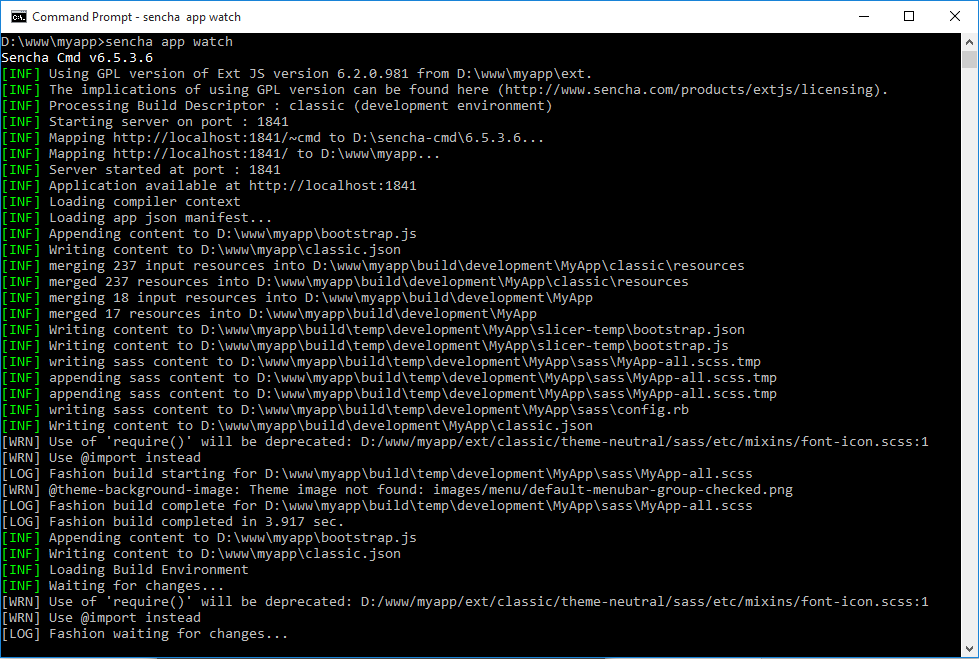 Command Prompt - sencha  app watch
D:\www\myapp>sencha app watch
Sencha Cmd v6.5.3.6
[INF] Using GPL version of Ext JS version 6.2.0.981 from D:\www\myapp\ext.
[INF] The implications of using GPL version can be found here (http://www.sencha.com/products/extjs/licensing).
[INF] Processing Build Descriptor : classic (development environment)
[INF] Starting server on port : 1841
[INF] Mapping http://localhost:1841/~cmd to D:\sencha-cmd\6.5.3.6...
[INF] Mapping http://localhost:1841/ to D:\www\myapp...
[INF] Server started at port : 1841
[INF] Application available at http://localhost:1841
[INF] Loading compiler context
[INF] Loading app json manifest...
[INF] Appending content to D:\www\myapp\bootstrap.js
[INF] Writing content to D:\www\myapp\classic.json
[INF] merging 237 input resources into D:\www\myapp\build\development\MyApp\classic\resources
[INF] merged 237 resources into D:\www\myapp\build\development\MyApp\classic\resources
[INF] merging 18 input resources into D:\www\myapp\build\development\MyApp
[INF] merged 17 resources into D:\www\myapp\build\development\MyApp
[INF] Writing content to D:\www\myapp\build\temp\development\MyApp\slicer-temp\bootstrap.json
[INF] Writing content to D:\www\myapp\build\temp\development\MyApp\slicer-temp\bootstrap.js
[INF] writing sass content to D:\www\myapp\build\temp\development\MyApp\sass\MyApp-all.scss.tmp
[INF] appending sass content to D:\www\myapp\build\temp\development\MyApp\sass\MyApp-all.scss.tmp
[INF] appending sass content to D:\www\myapp\build\temp\development\MyApp\sass\MyApp-all.scss.tmp
[INF] writing sass content to D:\www\myapp\build\temp\development\MyApp\sass\config.rb
[INF] Writing content to D:\www\myapp\build\development\MyApp\classic.json
[WRN] Use of 'require()' will be deprecated: D:/www/myapp/ext/classic/theme-neutral/sass/etc/mixins/font-icon.scss:1
[WRN] Use @import instead
[LOG] Fashion build starting for D:\www\myapp\build\temp\development\MyApp\sass\MyApp-all.scss
[WRN] @theme-background-image: Theme image not found: images/menu/default-menubar-group-checked.png
[LOG] Fashion build complete for D:\www\myapp\build\temp\development\MyApp\sass\MyApp-all.scss
[LOG] Fashion build completed in 3.917 sec.
[INF] Appending content to D:\www\myapp\bootstrap.js
[INF] Writing content to D:\www\myapp\classic.json
[INF] Loading Build Environment
[INF] Waiting for changes...
[WRN] Use of 'require()' will be deprecated: D:/www/myapp/ext/classic/theme-neutral/sass/etc/mixins/font-icon.scss:1
[WRN] Use @import instead
[LOG] Fashion waiting for changes...